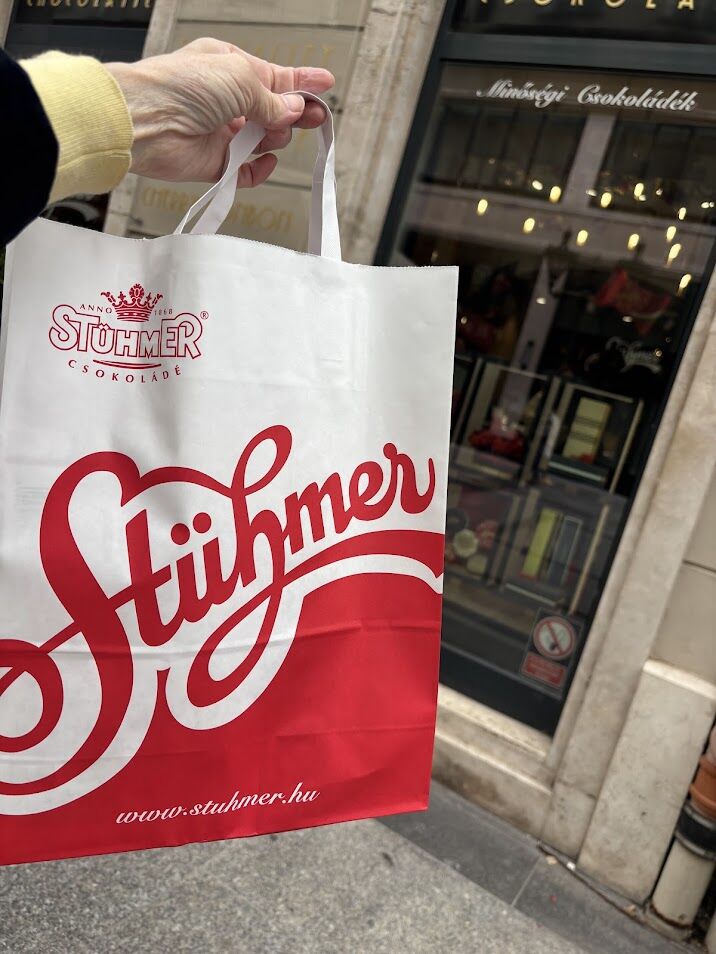 Minőségi Csokoládék
ANNO 1868
STÜHMER®
CSOKOLÁDÉ
Stühmer
www.stuhmer.hu